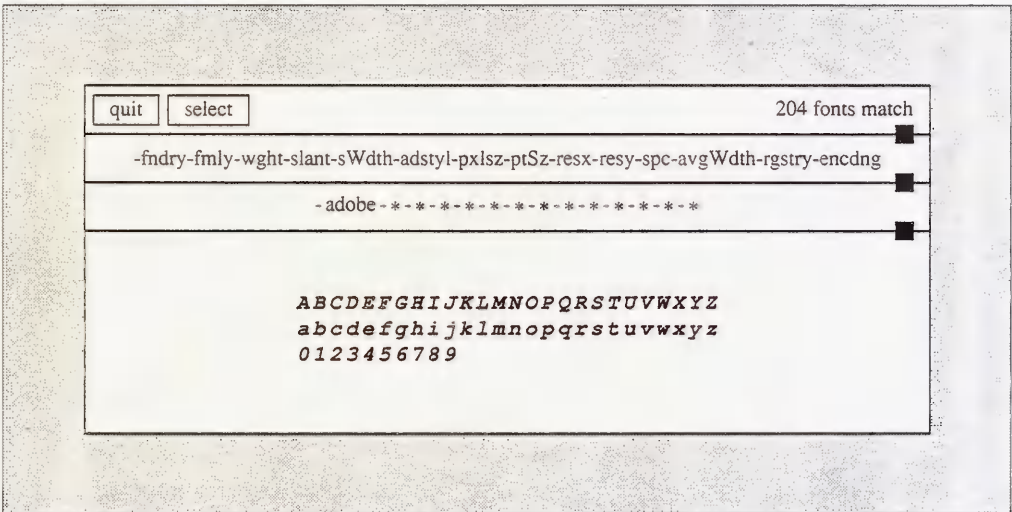 quit select 204 fonts match
-fndry-fmly-wght-slant-sWdth-adstyl-pxlsz-ptSz-resx-resy-spc-avgWdth-rgstry-encdng
-adobe-*-*-*-*-*-*-*-*-*-*-*-*-*
ABCDEFGHIJKLMNOPQRSTUVWXYZ
abcdefghijklmnopqrstuvwxyz
0123456789